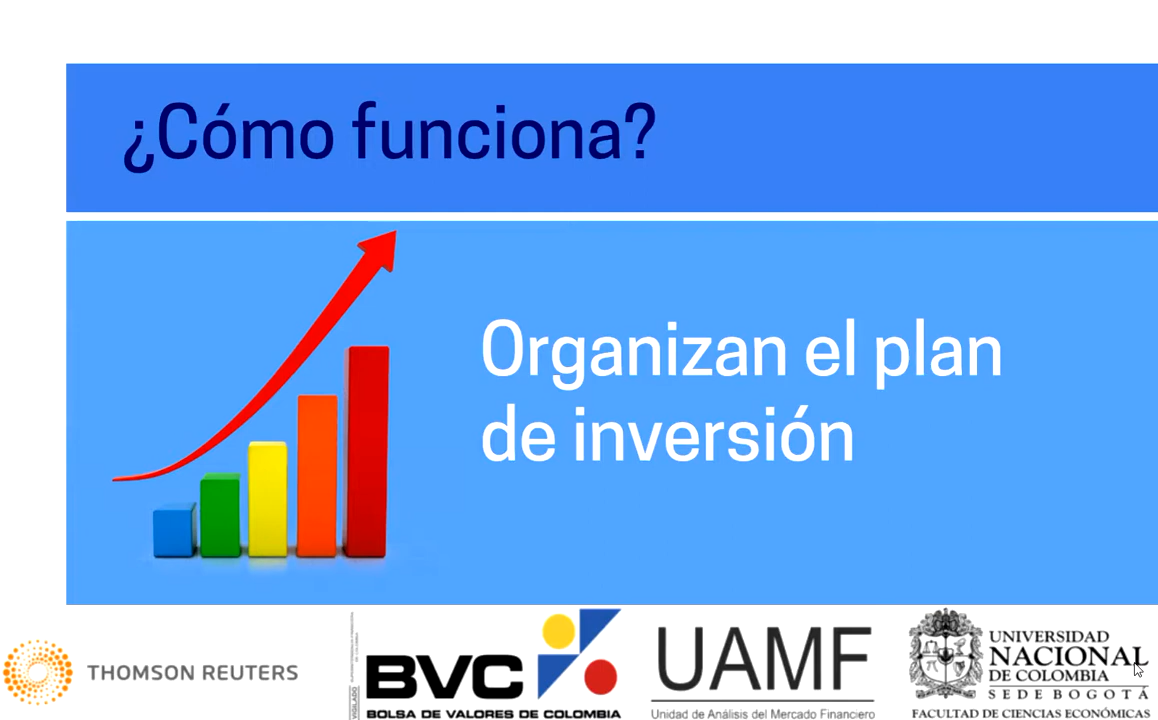 ¿Cómo funciona?
Organizan el plan
de inversión
THOMSON REUTERS
VIGILADO
BVC
BOLSA DE VALORES DE COLOMBIA
UAMF
Unidad de Análisis del Mercado Financiero
UNIVERSIDAD
NACIONAL
DE COLOMBIA
SEDE BOGOTÁ
FACULTAD DE CIENCIAS ECONÓMICAS